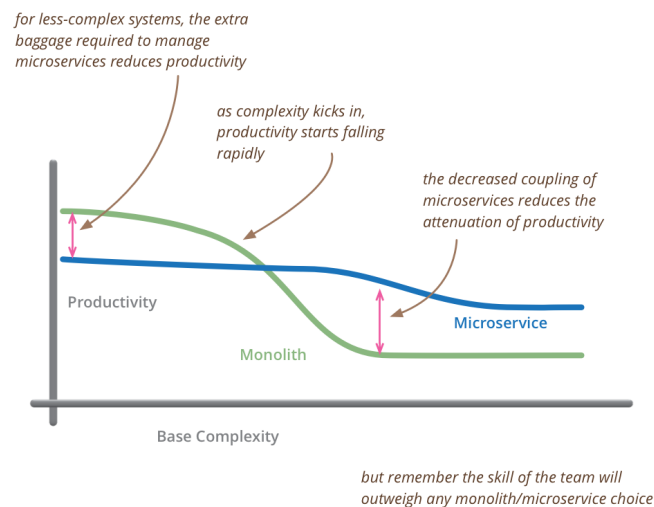 for less-complex systems, the extra
baggage required to manage
microservices reduces productivity
as complexity kicks in,
productivity starts falling
rapidly
the decreased coupling of
microservices reduces the
attenuation of productivity
Productivity
Microservice
Monolith
Base Complexity
but remember the skill of the team will
outweigh any monolith/microservice choice